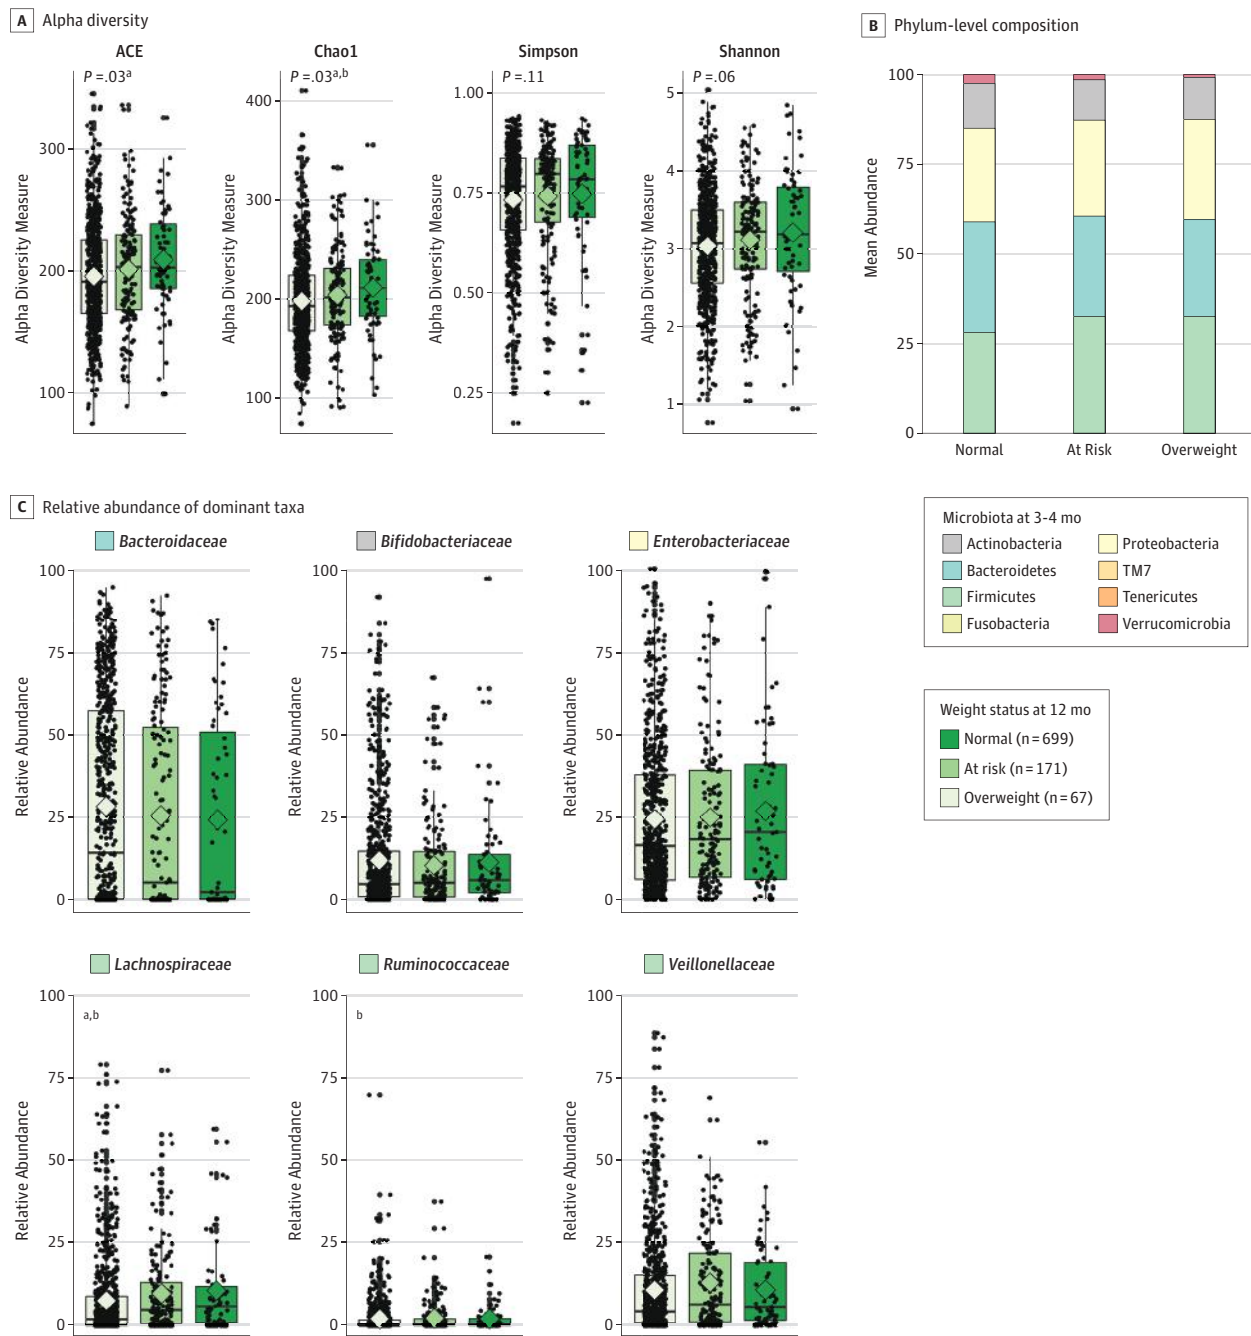 A Alpha diversity
ACE
P = .03a
Alpha Diversity Measure
300
200
100
Chao1
P = .03a,b
Alpha Diversity Measure
400
300
200
100
Simpson
P = .11
Alpha Diversity Measure
1.00
0.75
0.50
0.25
Shannon
P = .06
Alpha Diversity Measure
5
4
3
2
1
B Phylum-level composition
Mean Abundance
100
75
50
25
0
Normal At Risk Overweight
Microbiota at 3-4 mo
Actinobacteria
Bacteroidetes
Firmicutes
Fusobacteria
Proteobacteria
TM7
Tenericutes
Verrucomicrobia
Weight status at 12 mo
Normal (n = 699)
At risk (n = 171)
Overweight (n = 67)
C Relative abundance of dominant taxa
Bacteroidaceae
Relative Abundance
100
75
50
25
0
Bifidobacteriaceae
Relative Abundance
100
75
50
25
0
Enterobacteriaceae
Relative Abundance
100
75
50
25
0
Lachnospiraceae
a,b
Relative Abundance
100
75
50
25
0
Ruminococcaceae
b
Relative Abundance
100
75
50
25
0
Veillonellaceae
Relative Abundance
100
75
50
25
0